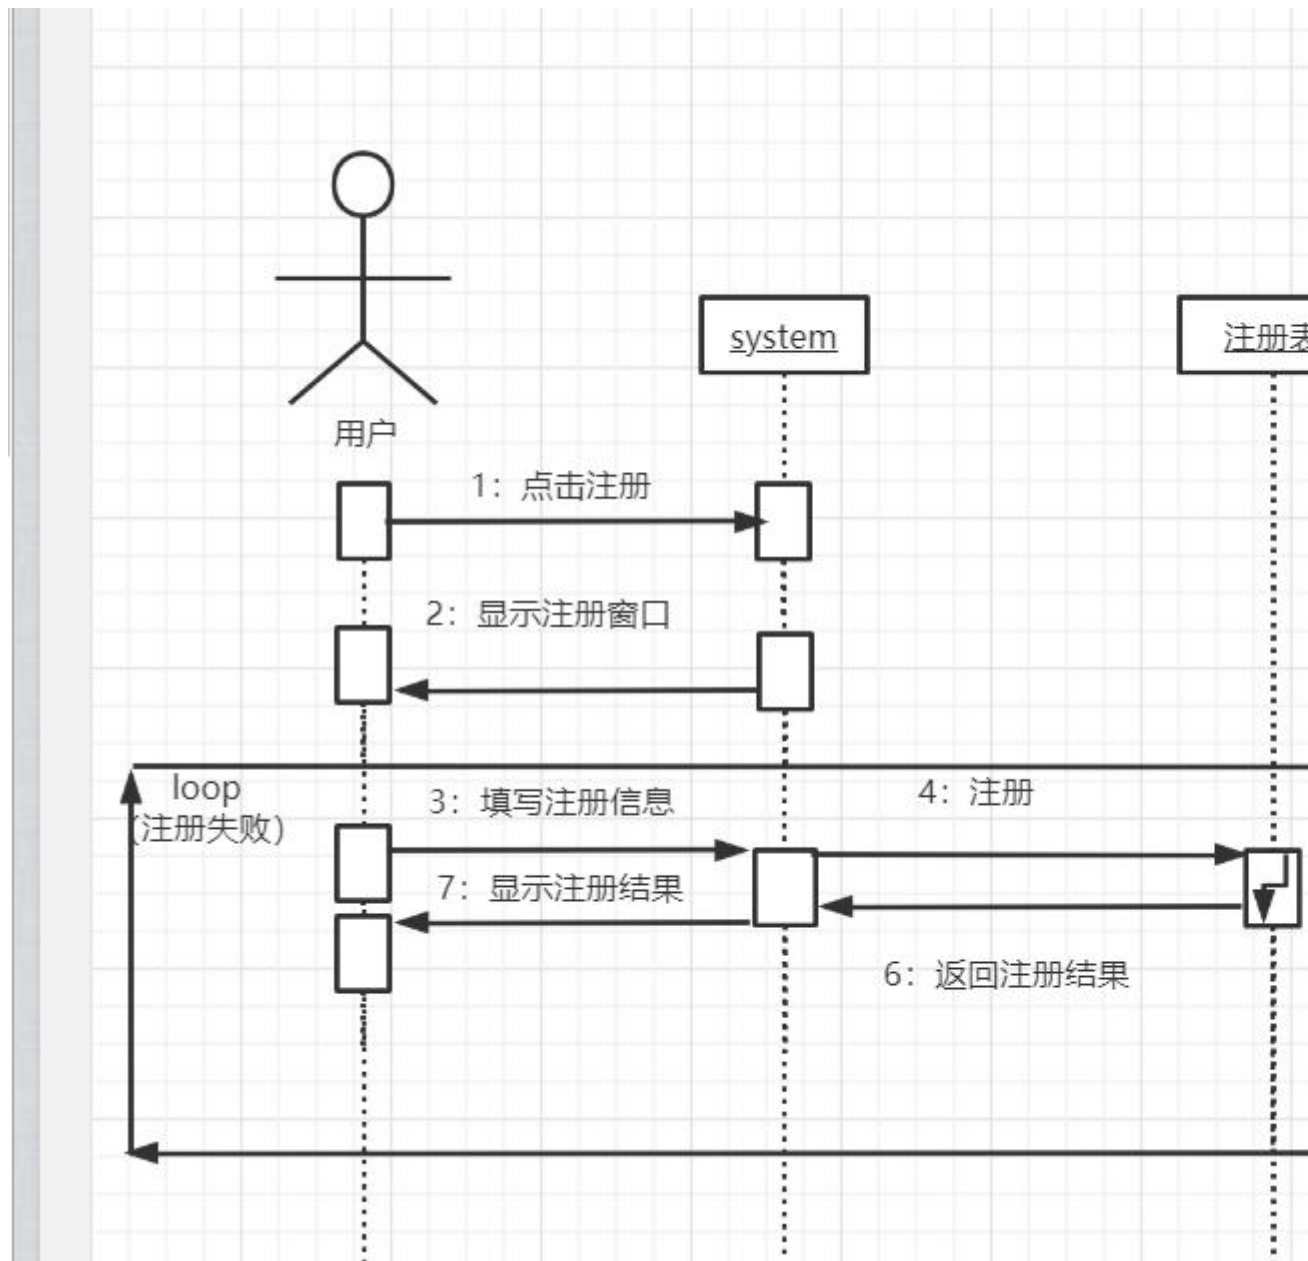 system
注册表
用户
1：点击注册
2：显示注册窗口
loop
（注册失败）
3：填写注册信息
4：注册
7：显示注册结果
6：返回注册结果